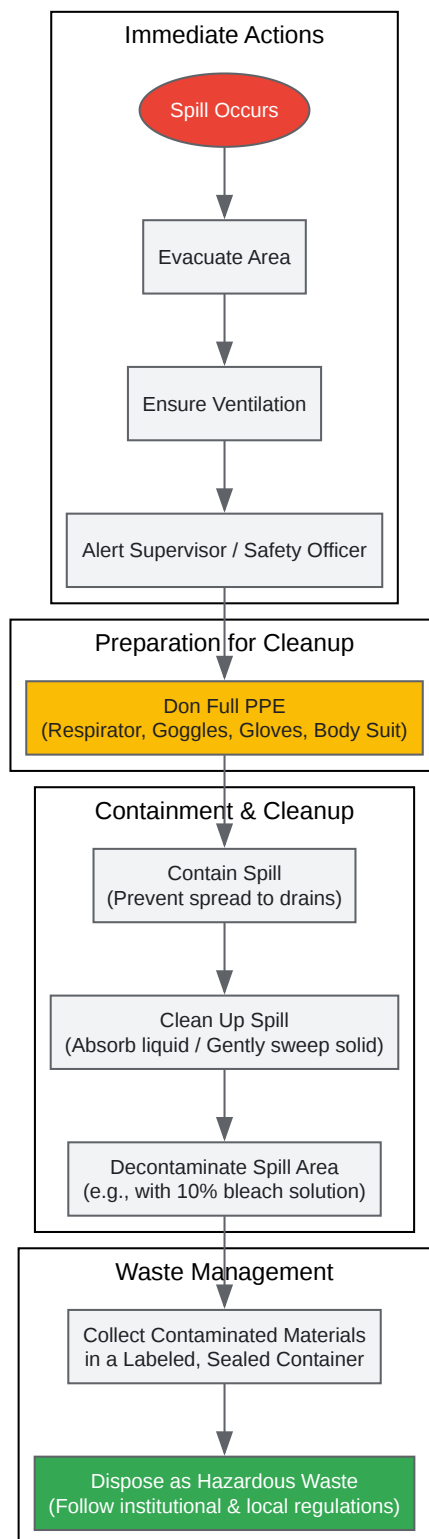 Immediate Actions
Spill Occurs
Evacuate Area
Ensure Ventilation
Alert Supervisor / Safety Officer
Preparation for Cleanup
Don Full PPE
(Respirator, Goggles, Gloves, Body Suit)
Containment & Cleanup
Contain Spill
(Prevent spread to drains)
Clean Up Spill
(Absorb liquid / Gently sweep solid)
Decontaminate Spill Area
(e.g., with 10% bleach solution)
Waste Management
Collect Contaminated Materials
in a Labeled, Sealed Container
Dispose as Hazardous Waste
(Follow institutional & local regulations)